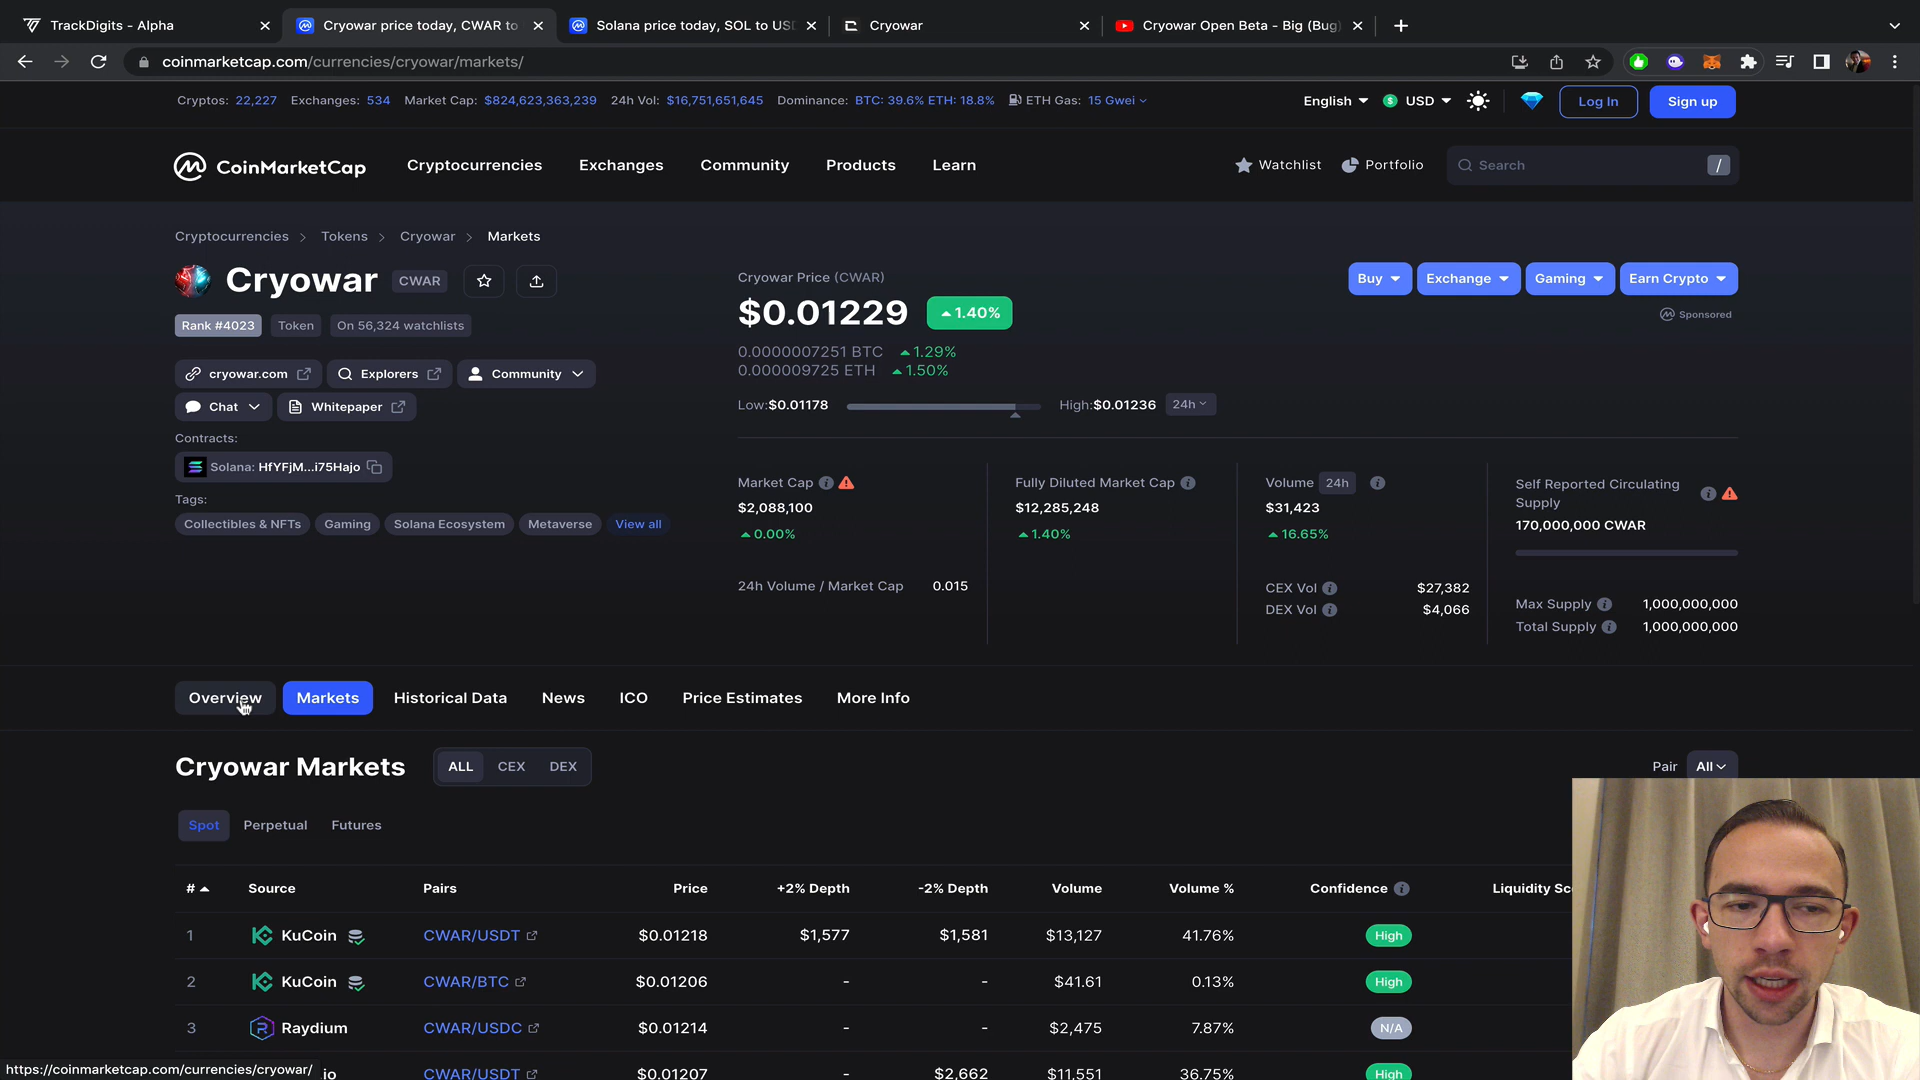 TrackDigits - Alpha
Cryowar price today, CWAR to
Solana price today, SOL to USD
Cryowar
Cryowar Open Beta - Big (Bug)
coinmarketcap.com/currencies/cryowar/markets/
Cryptos: 22,227 Exchanges: 534 Market Cap: $824,623,363,239 24h Vol: $16,751,651,645 Dominance: BTC: 39.6% ETH: 18.8% ETH Gas: 15 Gwei
English USD Log In Sign up
CoinMarketCap Cryptocurrencies Exchanges Community Products Learn Watchlist Portfolio Search /
Cryptocurrencies > Tokens > Cryowar > Markets
Cryowar CWAR
Rank #4023 Token On 56,324 watchlists
cryowar.com Explorers Community
Chat Whitepaper
Contracts:
Solana: HfYFjM...i75Hajo
Tags:
Collectibles & NFTs Gaming Solana Ecosystem Metaverse View all
Cryowar Price (CWAR)
$0.01229 1.40%
0.0000007251 BTC 1.29%
0.000009725 ETH 1.50%
Low:$0.01178 High:$0.01236 24h
Buy Exchange Gaming Earn Crypto
Sponsored
Market Cap
$2,088,100
0.00%
24h Volume / Market Cap 0.015
Fully Diluted Market Cap
$12,285,248
1.40%
Volume 24h
$31,423
16.65%
CEX Vol $27,382
DEX Vol $4,066
Self Reported Circulating
Supply
170,000,000 CWAR
Max Supply 1,000,000,000
Total Supply 1,000,000,000
Overview Markets Historical Data News ICO Price Estimates More Info
Cryowar Markets ALL CEX DEX Pair All
Spot Perpetual Futures
# Source Pairs Price +2% Depth -2% Depth Volume Volume % Confidence Liquidity
1 KuCoin CWAR/USDT $0.01218 $1,577 $1,581 $13,127 41.76% High
2 KuCoin CWAR/BTC $0.01206 - - $41.61 0.13% High
3 Raydium CWAR/USDC $0.01214 - - $2,475 7.87% N/A
io CWAR/USDT $0.01207 - $2,662 $11,551 36.75% High
https://coinmarketcap.com/currencies/cryowar/